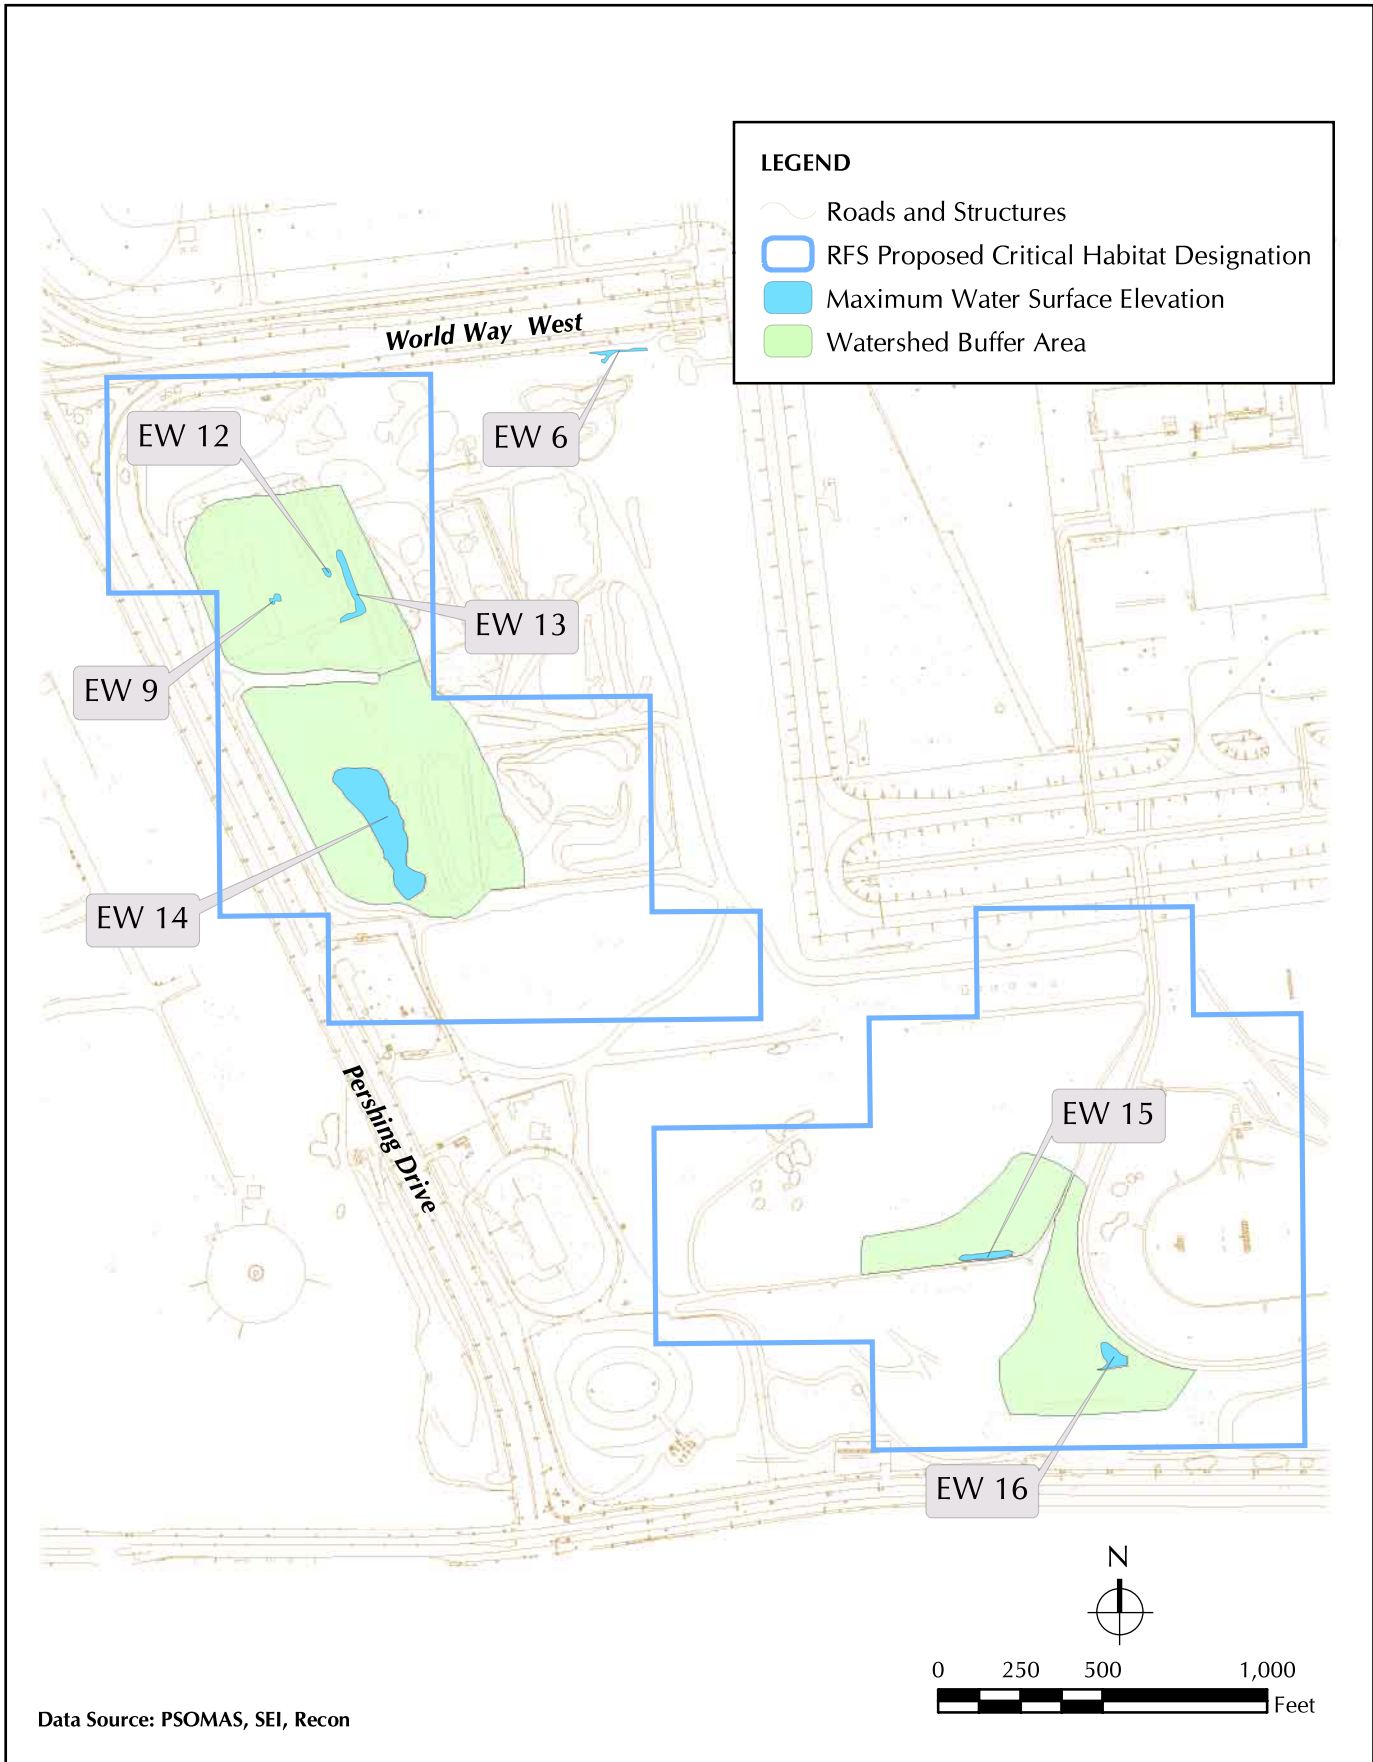 LEGEND
Roads and Structures
RFS Proposed Critical Habitat Designation
Maximum Water Surface Elevation
Watershed Buffer Area
World Way West
EW 12
EW 6
EW 13
EW 9
EW 14
Pershing Drive
EW 15
EW 16
N
0 250 500 1,000
Feet
Data Source: PSOMAS, SEI, Recon